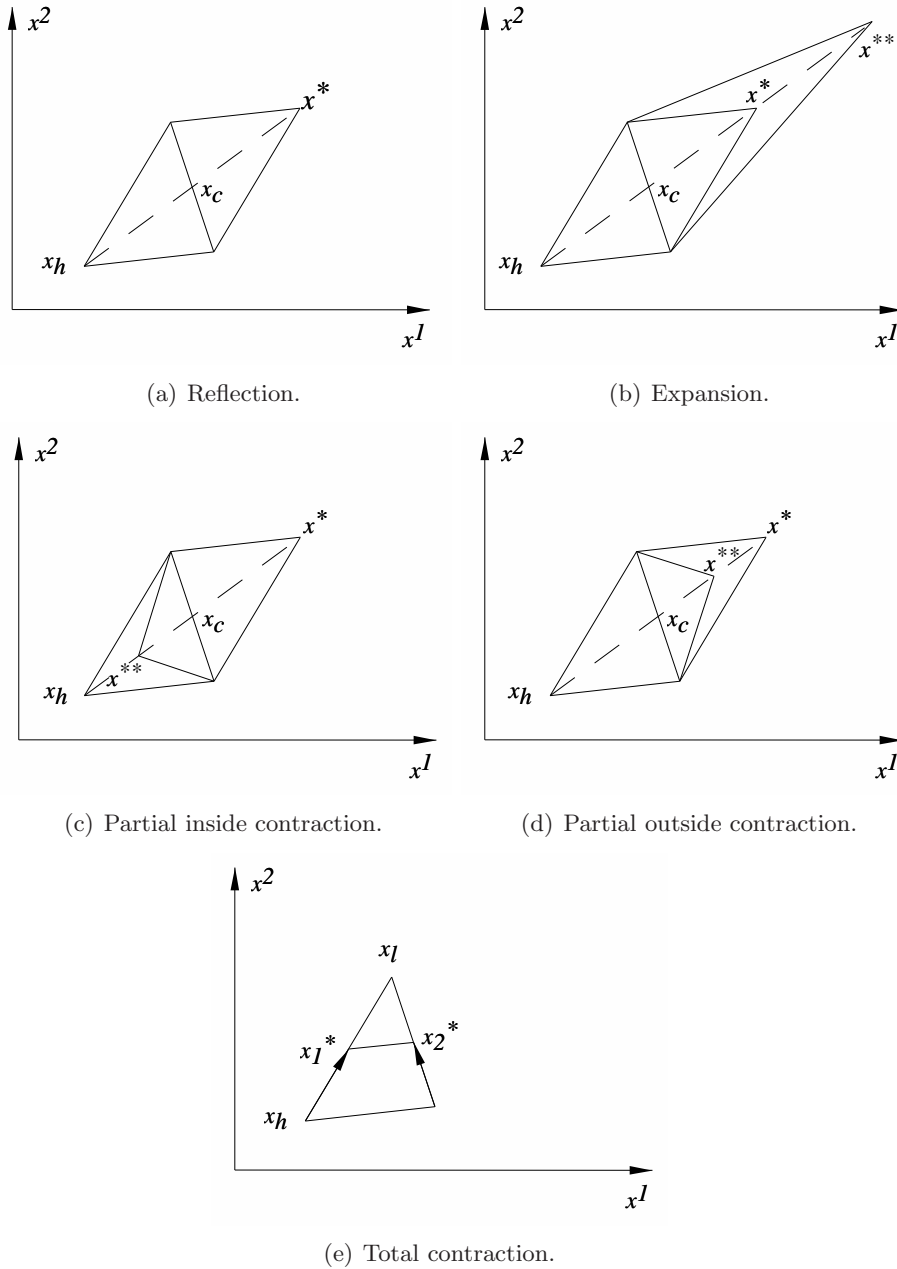 x2 x2
x** 
x* x*
xc xc
xh xh
x1 x1
(a) Reflection. (b) Expansion.
x2 x2
x* x*
x**
xc xc
x**
xh xh
x1 x1
(c) Partial inside contraction. (d) Partial outside contraction.
x2
xl
x1* x2*
xh
x1
(e) Total contraction.